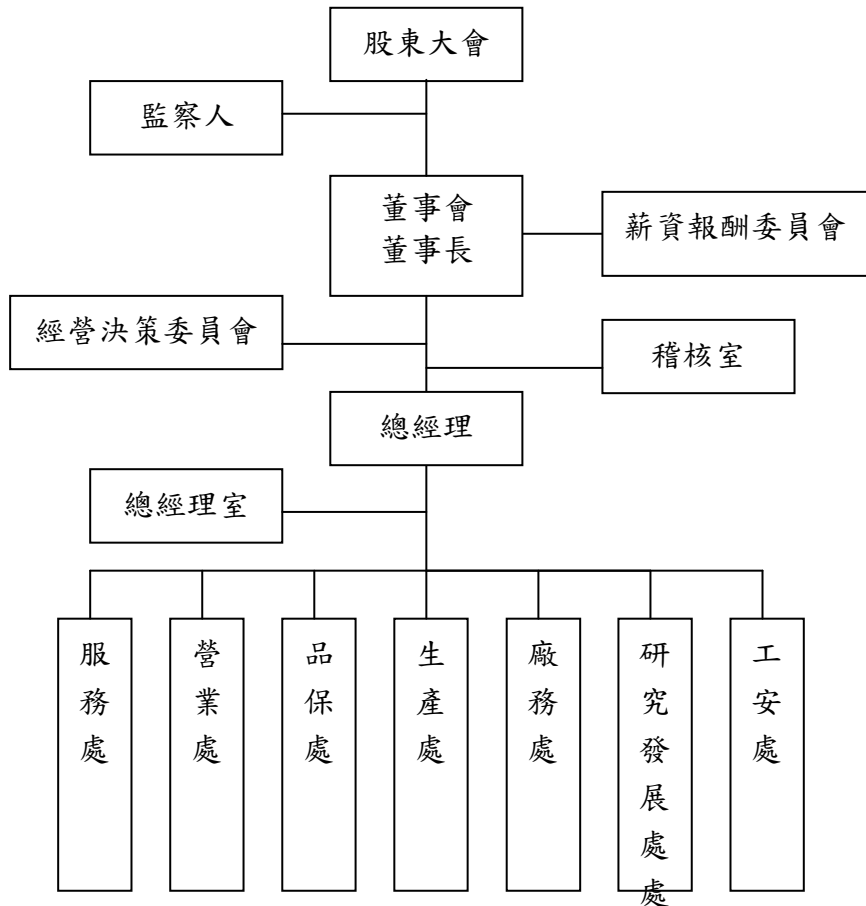 股東大會
監察人
董事會
董事長
薪資報酬委員會
經營決策委員會
稽核室
總經理
總經理室
服務處
營業處
品保處
生產處
廠務處
研究發展處處
工安處